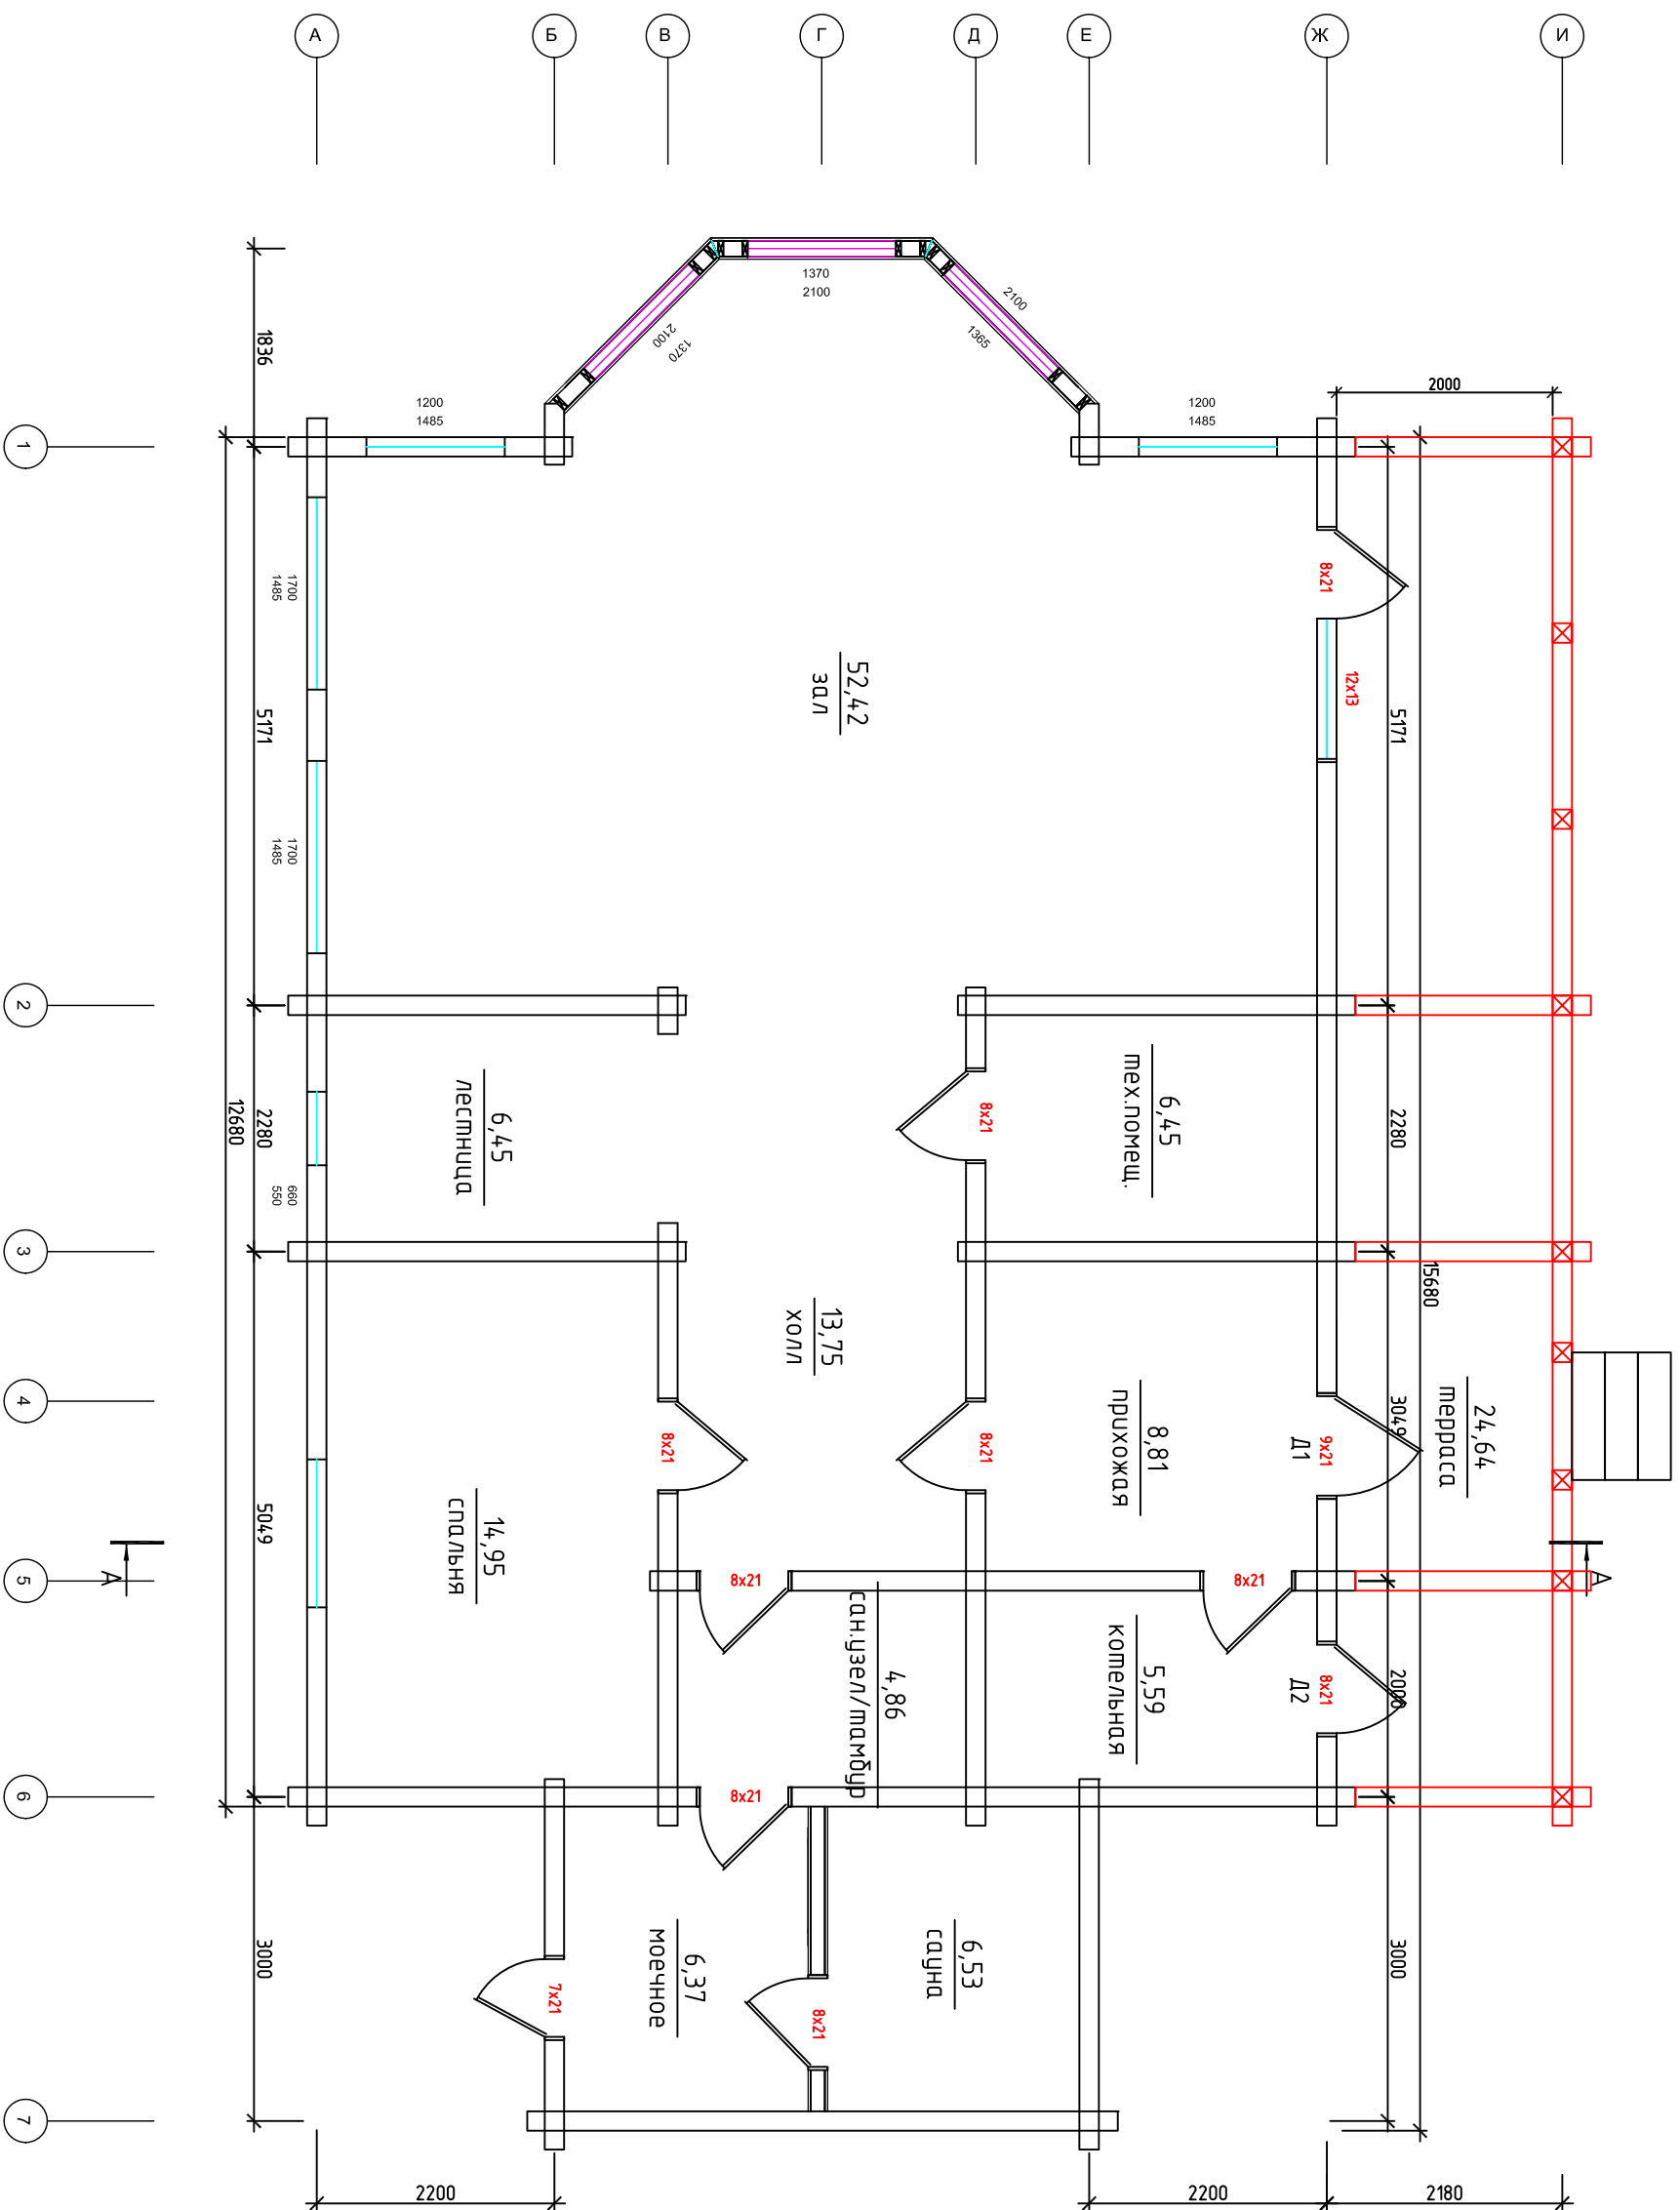 А
Б
В
Г
Д
Е
Ж
И
1370
2100
2100
1370
2100
1365
1836
1200
1485
1200
1485
2000
1
8x21
12x13
1700
1485
5171
52,42
зал
5171
1700
1485
2
6,45
лестница
8x21
6,45
тех.помещ.
2280
12680
2280
660
550
3
13,75
холл
15680
4
8x21
8x21
8,81
прихожая
9x21
Д1
3049
24,64
терраса
14,95
спальня
5049
А
А
5
8x21
8x21
4,86
сан.узел/тамбур
5,59
котельная
8x21
Д2
2000
6
8x21
3000
7x21
6,37
моечное
8x21
6,53
сауна
3000
7
2200
2200
2180